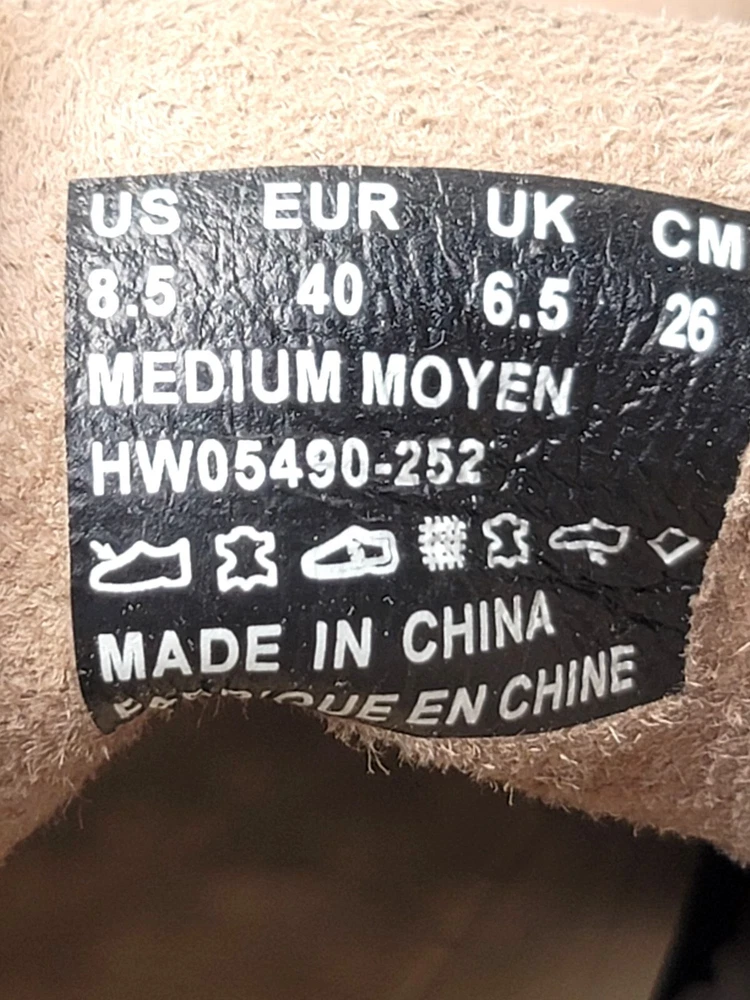 US EUR UK CM
8.5 40 6.5 26
MEDIUM MOYEN
HW05490-252
MADE IN CHINA
FABRIQUE EN CHINE